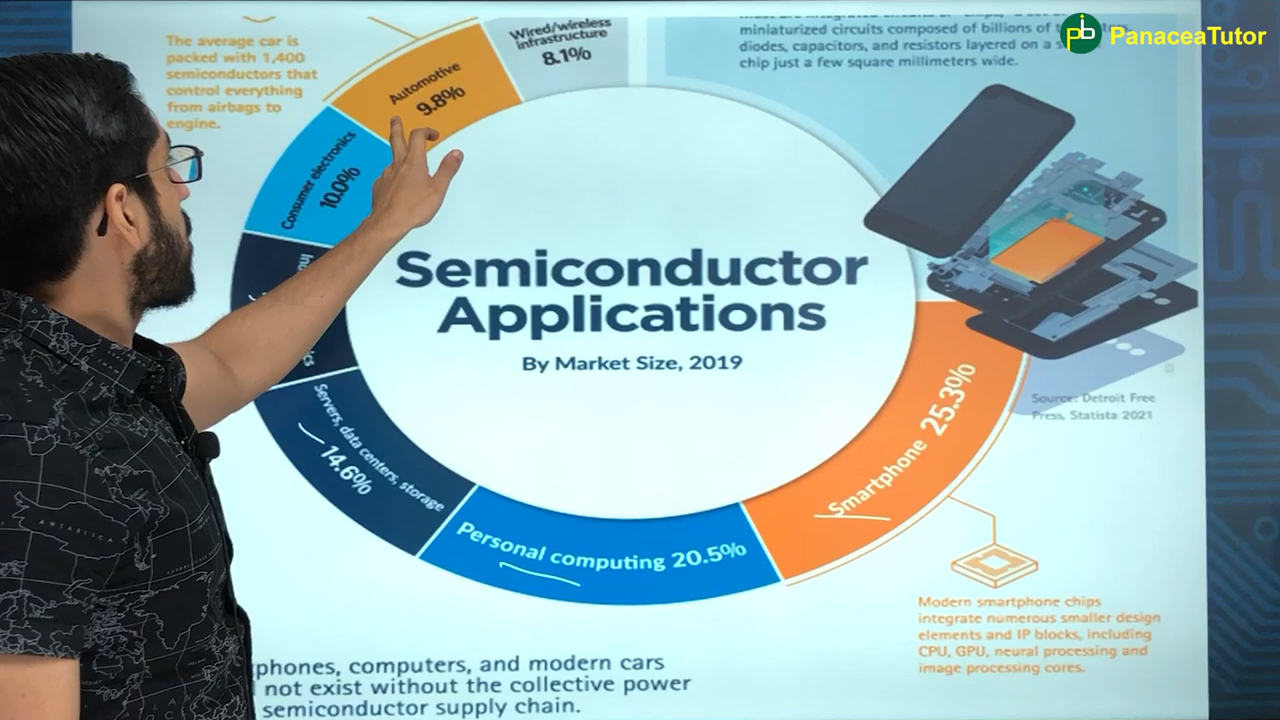 The average car is
packed with 1,400
semiconductors that
control everything
from airbags to
engine.
Wired/wireless
infrastructure
8.1%
miniaturized circuits composed of billions of
diodes, capacitors, and resistors layered on a
chip just a few square millimeters wide.
PanaceaTutor
Automotive
9.8%
Consumer electronics
10.0%
Semiconductor
Applications
By Market Size, 2019
Servers, data centers, storage
14.6%
Personal computing 20.5%
Smartphone 25.3%
Source: Detroit Free
Press, Statista 2021
Modern smartphone chips
integrate numerous smaller design
elements and IP blocks, including
CPU, GPU, neural processing and
image processing cores.
phones, computers, and modern cars
not exist without the collective power
semiconductor supply chain.